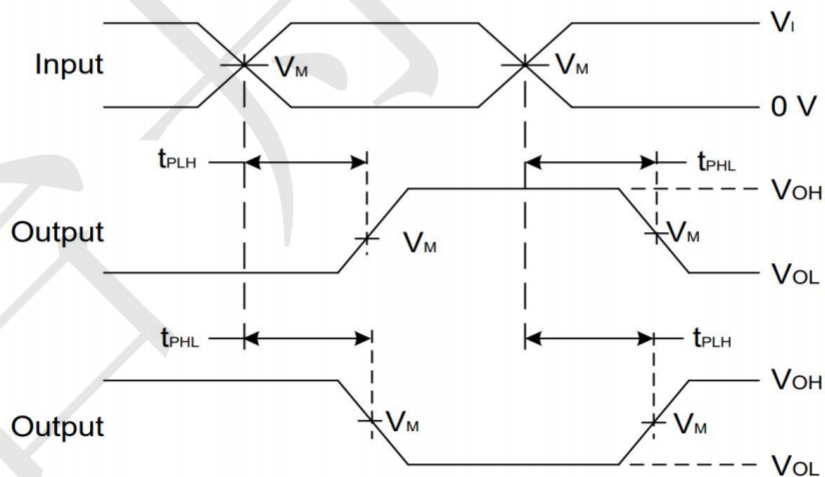 VI
Input VM VM
0 V
tPLH tPHL
VOH
Output VM VM
VOL
tPHL tPLH
VOH
Output VM VM
VOL